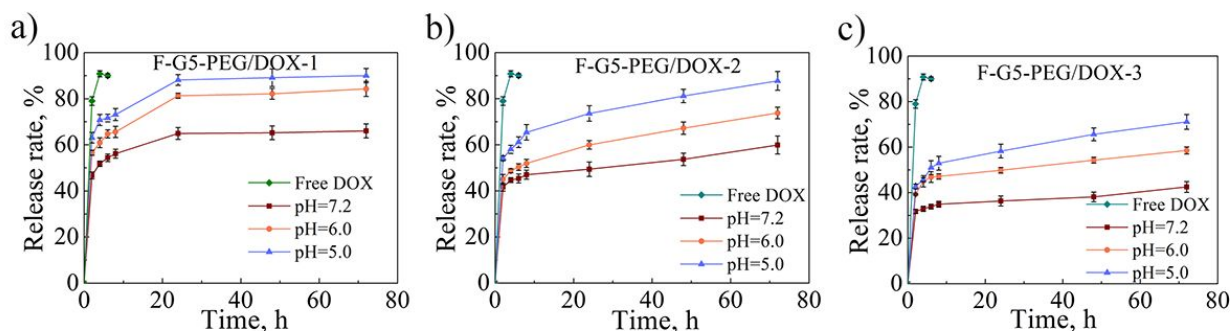 a)
F-G5-PEG/DOX-1
Release rate, %
100
80
60
40
20
0
Free DOX
pH=7.2
pH=6.0
pH=5.0
0 20 40 60 80
Time, h
b)
F-G5-PEG/DOX-2
Release rate, %
100
80
60
40
20
0
Free DOX
pH=7.2
pH=6.0
pH=5.0
0 20 40 60 80
Time, h
c)
F-G5-PEG/DOX-3
Release rate, %
100
80
60
40
20
0
Free DOX
pH=7.2
pH=6.0
pH=5.0
0 20 40 60 80
Time, h